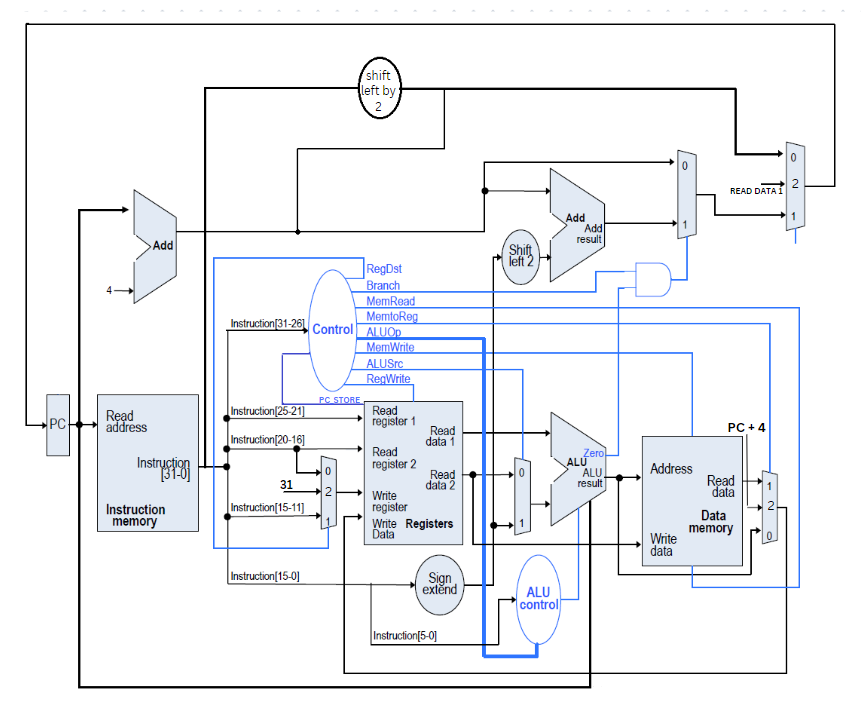 shift
left by
2
0
2
READ DATA 1
1
0
1
Add
4
Add
Add
result
Shift
left 2
RegDst
Branch
MemRead
MemtoReg
ALUOp
MemWrite
ALUSrc
RegWrite
Control
Instruction[31-26]
PC_STORE
PC
Read
address
Instruction
[31-0]
Instruction
memory
Instruction[25-21]
Instruction[20-16]
31
Instruction[15-11]
0
2
1
Read
register 1
Read
register 2
Write
register
Write
Data
Registers
Read
data 1
Read
data 2
0
1
Zero
ALU
ALU
result
PC + 4
Address
Read
data
Data
memory
Write
data
1
2
0
Instruction[15-0]
Sign
extend
ALU
control
Instruction[5-0]